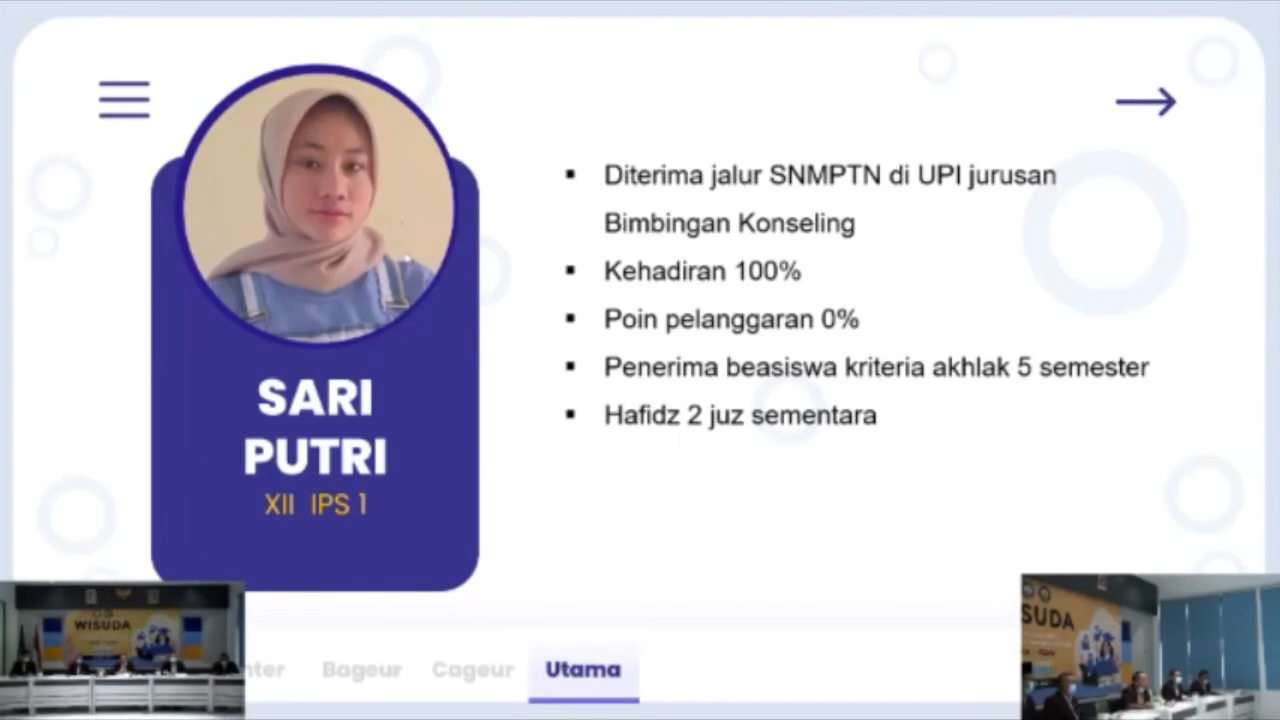 Diterima jalur SNMPTN di UPI jurusan
Bimbingan Konseling
Kehadiran 100%
Poin pelanggaran 0%
Penerima beasiswa kriteria akhlak 5 semester
Hafidz 2 juz sementara
SARI
PUTRI
XII IPS 1
WISUDA
SUDA
nter
Bageur
Cageur
Utama